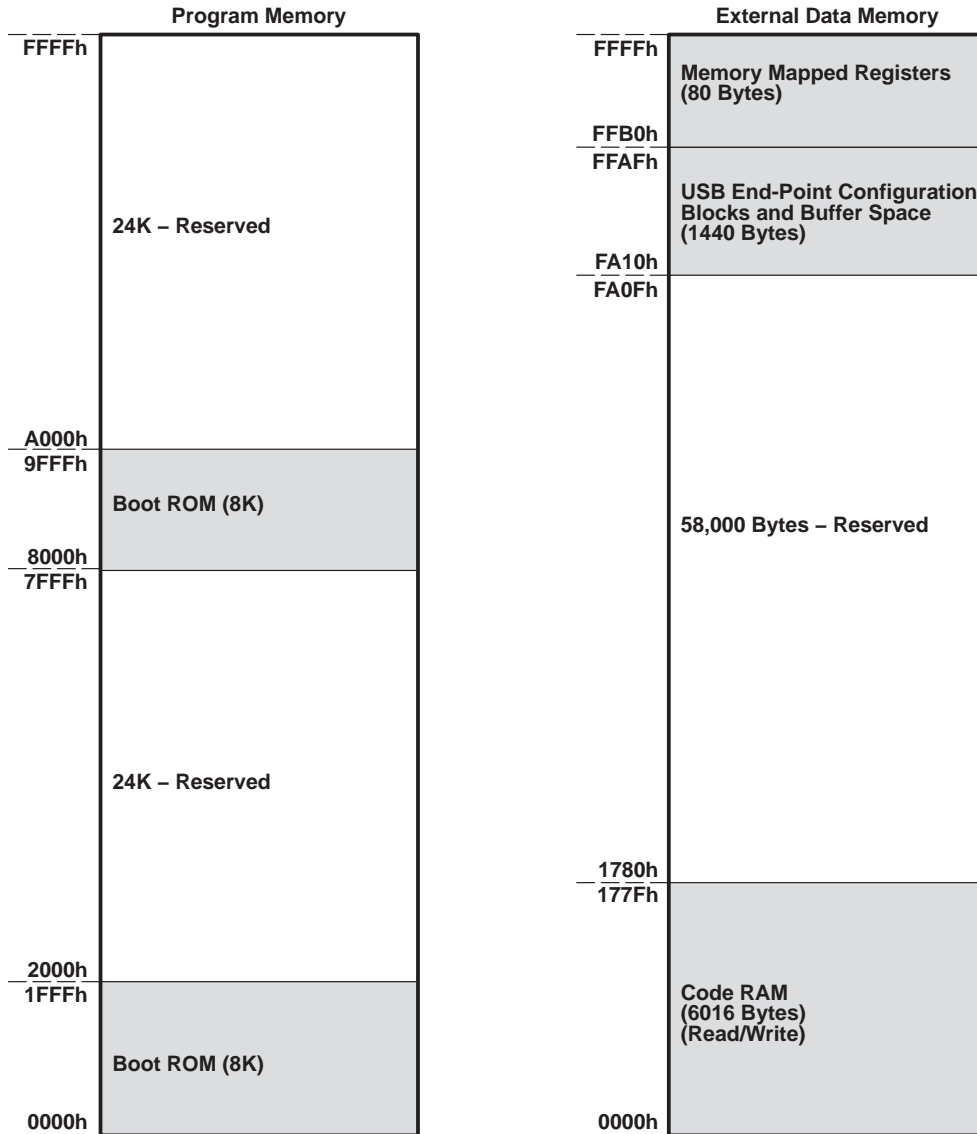 Program Memory
FFFFh
24K – Reserved
A000h
9FFFh
Boot ROM (8K)
8000h
7FFFh
24K – Reserved
2000h
1FFFh
Boot ROM (8K)
0000h
External Data Memory
FFFFh
Memory Mapped Registers
(80 Bytes)
FFB0h
FFAFh
USB End-Point Configuration
Blocks and Buffer Space
(1440 Bytes)
FA10h
FA0Fh
58,000 Bytes – Reserved
1780h
177Fh
Code RAM
(6016 Bytes)
(Read/Write)
0000h